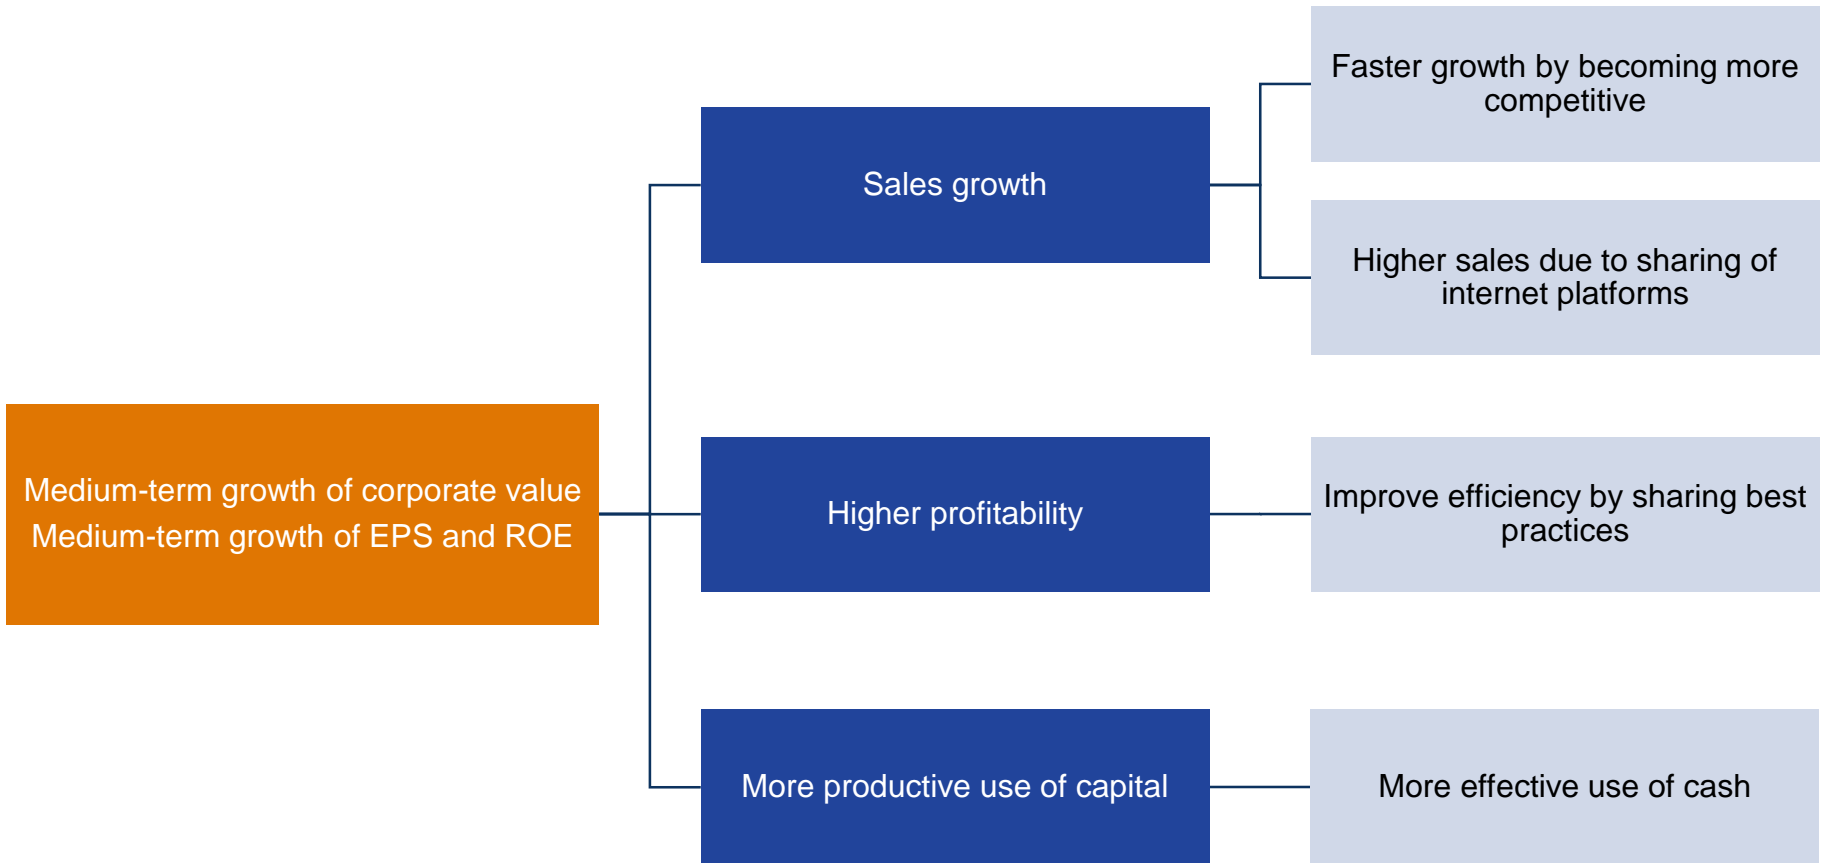 Medium-term growth of corporate value
Medium-term growth of EPS and ROE
Sales growth
Faster growth by becoming more
competitive
Higher sales due to sharing of
internet platforms
Higher profitability
Improve efficiency by sharing best
practices
More productive use of capital
More effective use of cash